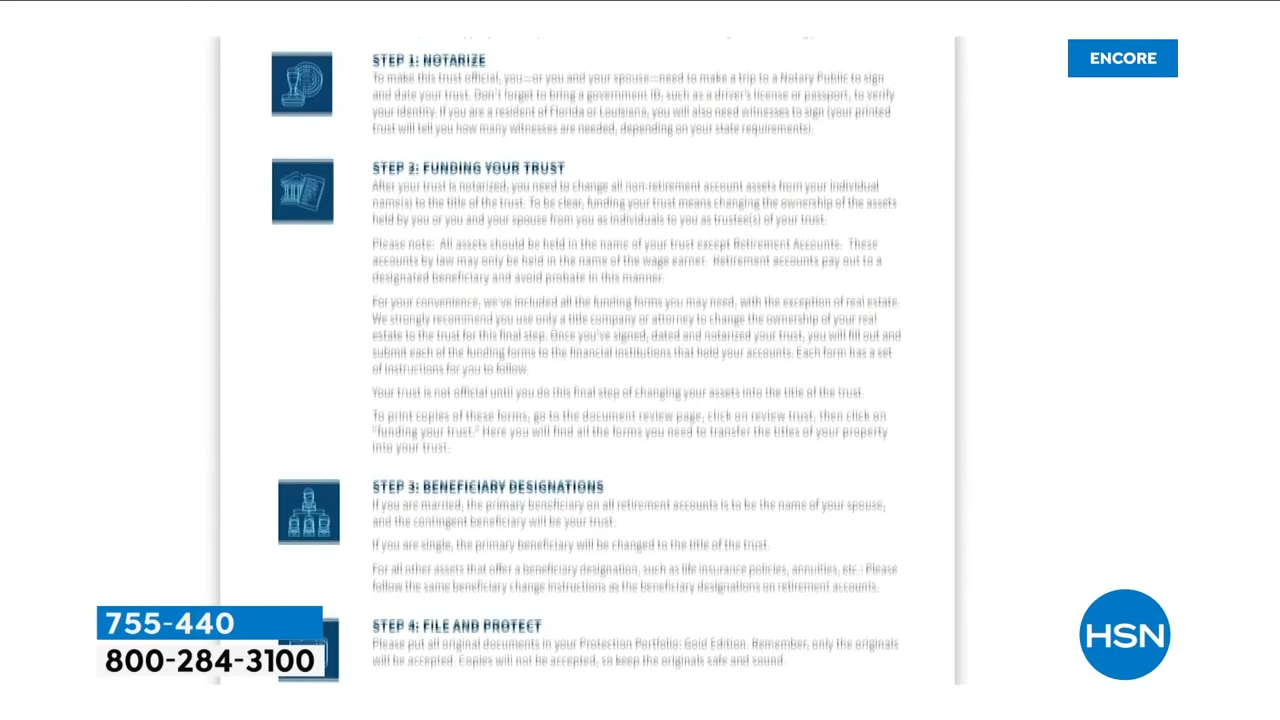 ENCORE
STEP 1: NOTARIZE
To make this trust official, you—or you and your spouse—need to make a trip to a Notary Public to sign
and date your trust. Don't forget to bring a government ID, such as a driver's license or passport, to verify
your identity. If you are a resident of Florida or Louisiana, you will also need witnesses to sign (your printed
trust will tell you how many witnesses are needed, depending on your state requirements).
STEP 2: FUNDING YOUR TRUST
After your trust is notarized, you need to change all non-retirement account assets from your individual
name(s) to the title of the trust. To be clear, funding your trust means changing the ownership of the assets
held by you or you and your spouse from you as individuals to you as trustee(s) of your trust.
Please note: All assets should be held in the name of your trust except Retirement Accounts. These
accounts by law may only be held in the name of the wage earner. Retirement accounts pay out to a
designated beneficiary and avoid probate in this manner.
For your convenience, we've included all the funding forms you may need, with the exception of real estate.
We strongly recommend you use only a title company or attorney to change the ownership of your real
estate to the trust for this final step. Once you've signed, dated and notarized your trust, you will fill out and
submit each of the funding forms to the financial institutions that hold your accounts. Each form has a set
of instructions for you to follow.
Your trust is not official until you do this final step of changing your assets into the title of the trust.
To print copies of these forms, go to the document review page, click on review trust, then click on
"funding your trust." Here you will find all the forms you need to transfer the titles of your property
into your trust.
STEP 3: BENEFICIARY DESIGNATIONS
If you are married, the primary beneficiary on all retirement accounts is to be the name of your spouse,
and the contingent beneficiary will be your trust.
If you are single, the primary beneficiary will be changed to the title of the trust.
For all other assets that offer a beneficiary designation, such as life insurance policies, annuities, etc.: Please
follow the same beneficiary change instructions as the beneficiary designations on retirement accounts.
STEP 4: FILE AND PROTECT
Please put all original documents in your Protection Portfolio: Gold Edition. Remember, only the originals
will be accepted. Copies will not be accepted, so keep the originals safe and sound.
755-440
800-284-3100
HSN